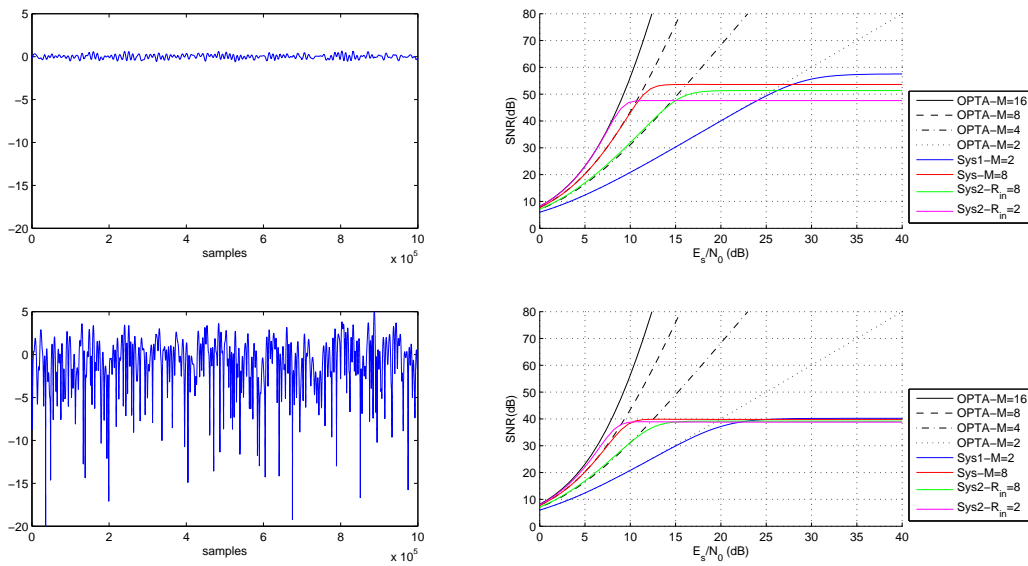 5
0
−5
−10
−15
−20
0
2
4
6
8
10
x 10^5
samples
80
70
60
50
40
30
20
10
0
SNR(dB)
0
5
10
15
20
25
30
35
40
E_s/N_0 (dB)
OPTA−M=16
OPTA−M=8
OPTA−M=4
OPTA−M=2
Sys1−M=2
Sys−M=8
Sys2−R_in=8
Sys2−R_in=2
5
0
−5
−10
−15
−20
0
2
4
6
8
10
x 10^5
samples
80
70
60
50
40
30
20
10
0
SNR(dB)
0
5
10
15
20
25
30
35
40
E_s/N_0 (dB)
OPTA−M=16
OPTA−M=8
OPTA−M=4
OPTA−M=2
Sys1−M=2
Sys−M=8
Sys2−R_in=8
Sys2−R_in=2